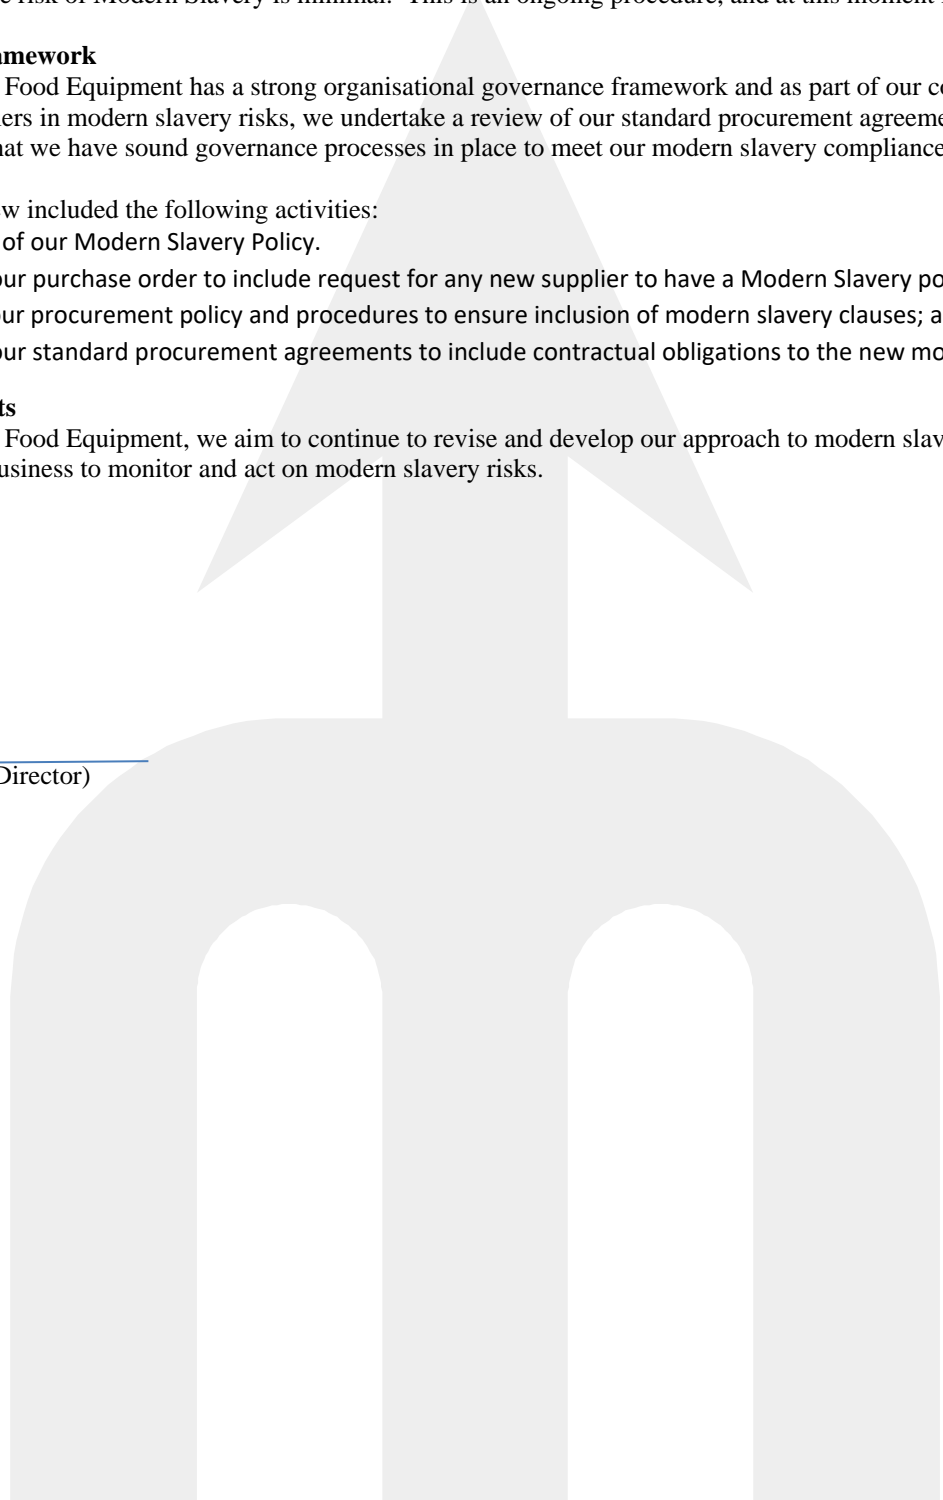 risk of Modern Slavery is minimal. This is an ongoing procedure, and at this moment
amework
Food Equipment has a strong organisational governance framework and as part of our co
iers in modern slavery risks, we undertake a review of our standard procurement agreeme
hat we have sound governance processes in place to meet our modern slavery compliance
ew included the following activities:
of our Modern Slavery Policy.
our purchase order to include request for any new supplier to have a Modern Slavery po
our procurement policy and procedures to ensure inclusion of modern slavery clauses; a
our standard procurement agreements to include contractual obligations to the new mo
ts
Food Equipment, we aim to continue to revise and develop our approach to modern slav
business to monitor and act on modern slavery risks.
Director)